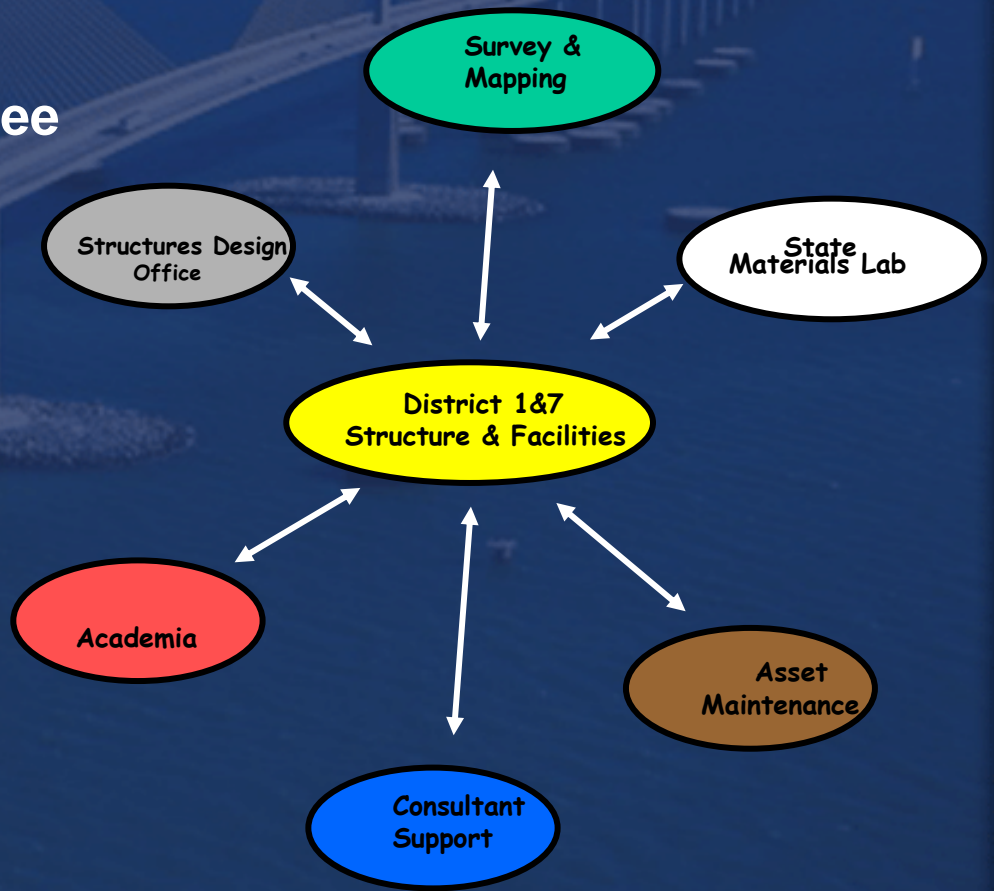 Survey &
Mapping
ee
Structures Design
Office
State
Materials Lab
District 1&7
Structure & Facilities
Academia
Asset
Maintenance
Consultant
Support